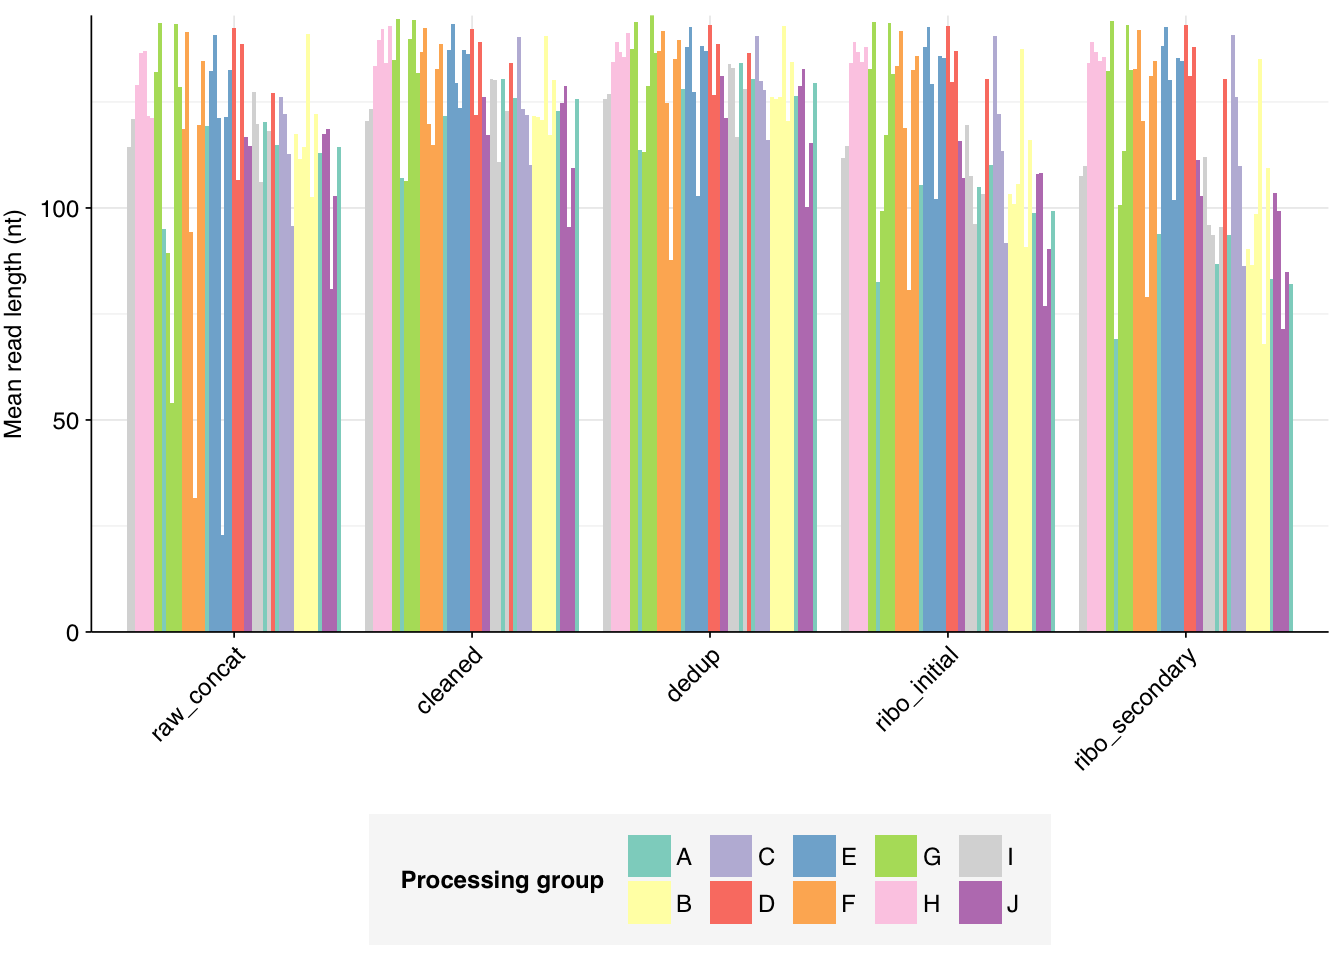 Mean read length (nt)
100
50
0
raw_concat
cleaned
dedup
ribo_initial
ribo_secondary
Processing group
A C E G I
B D F H J